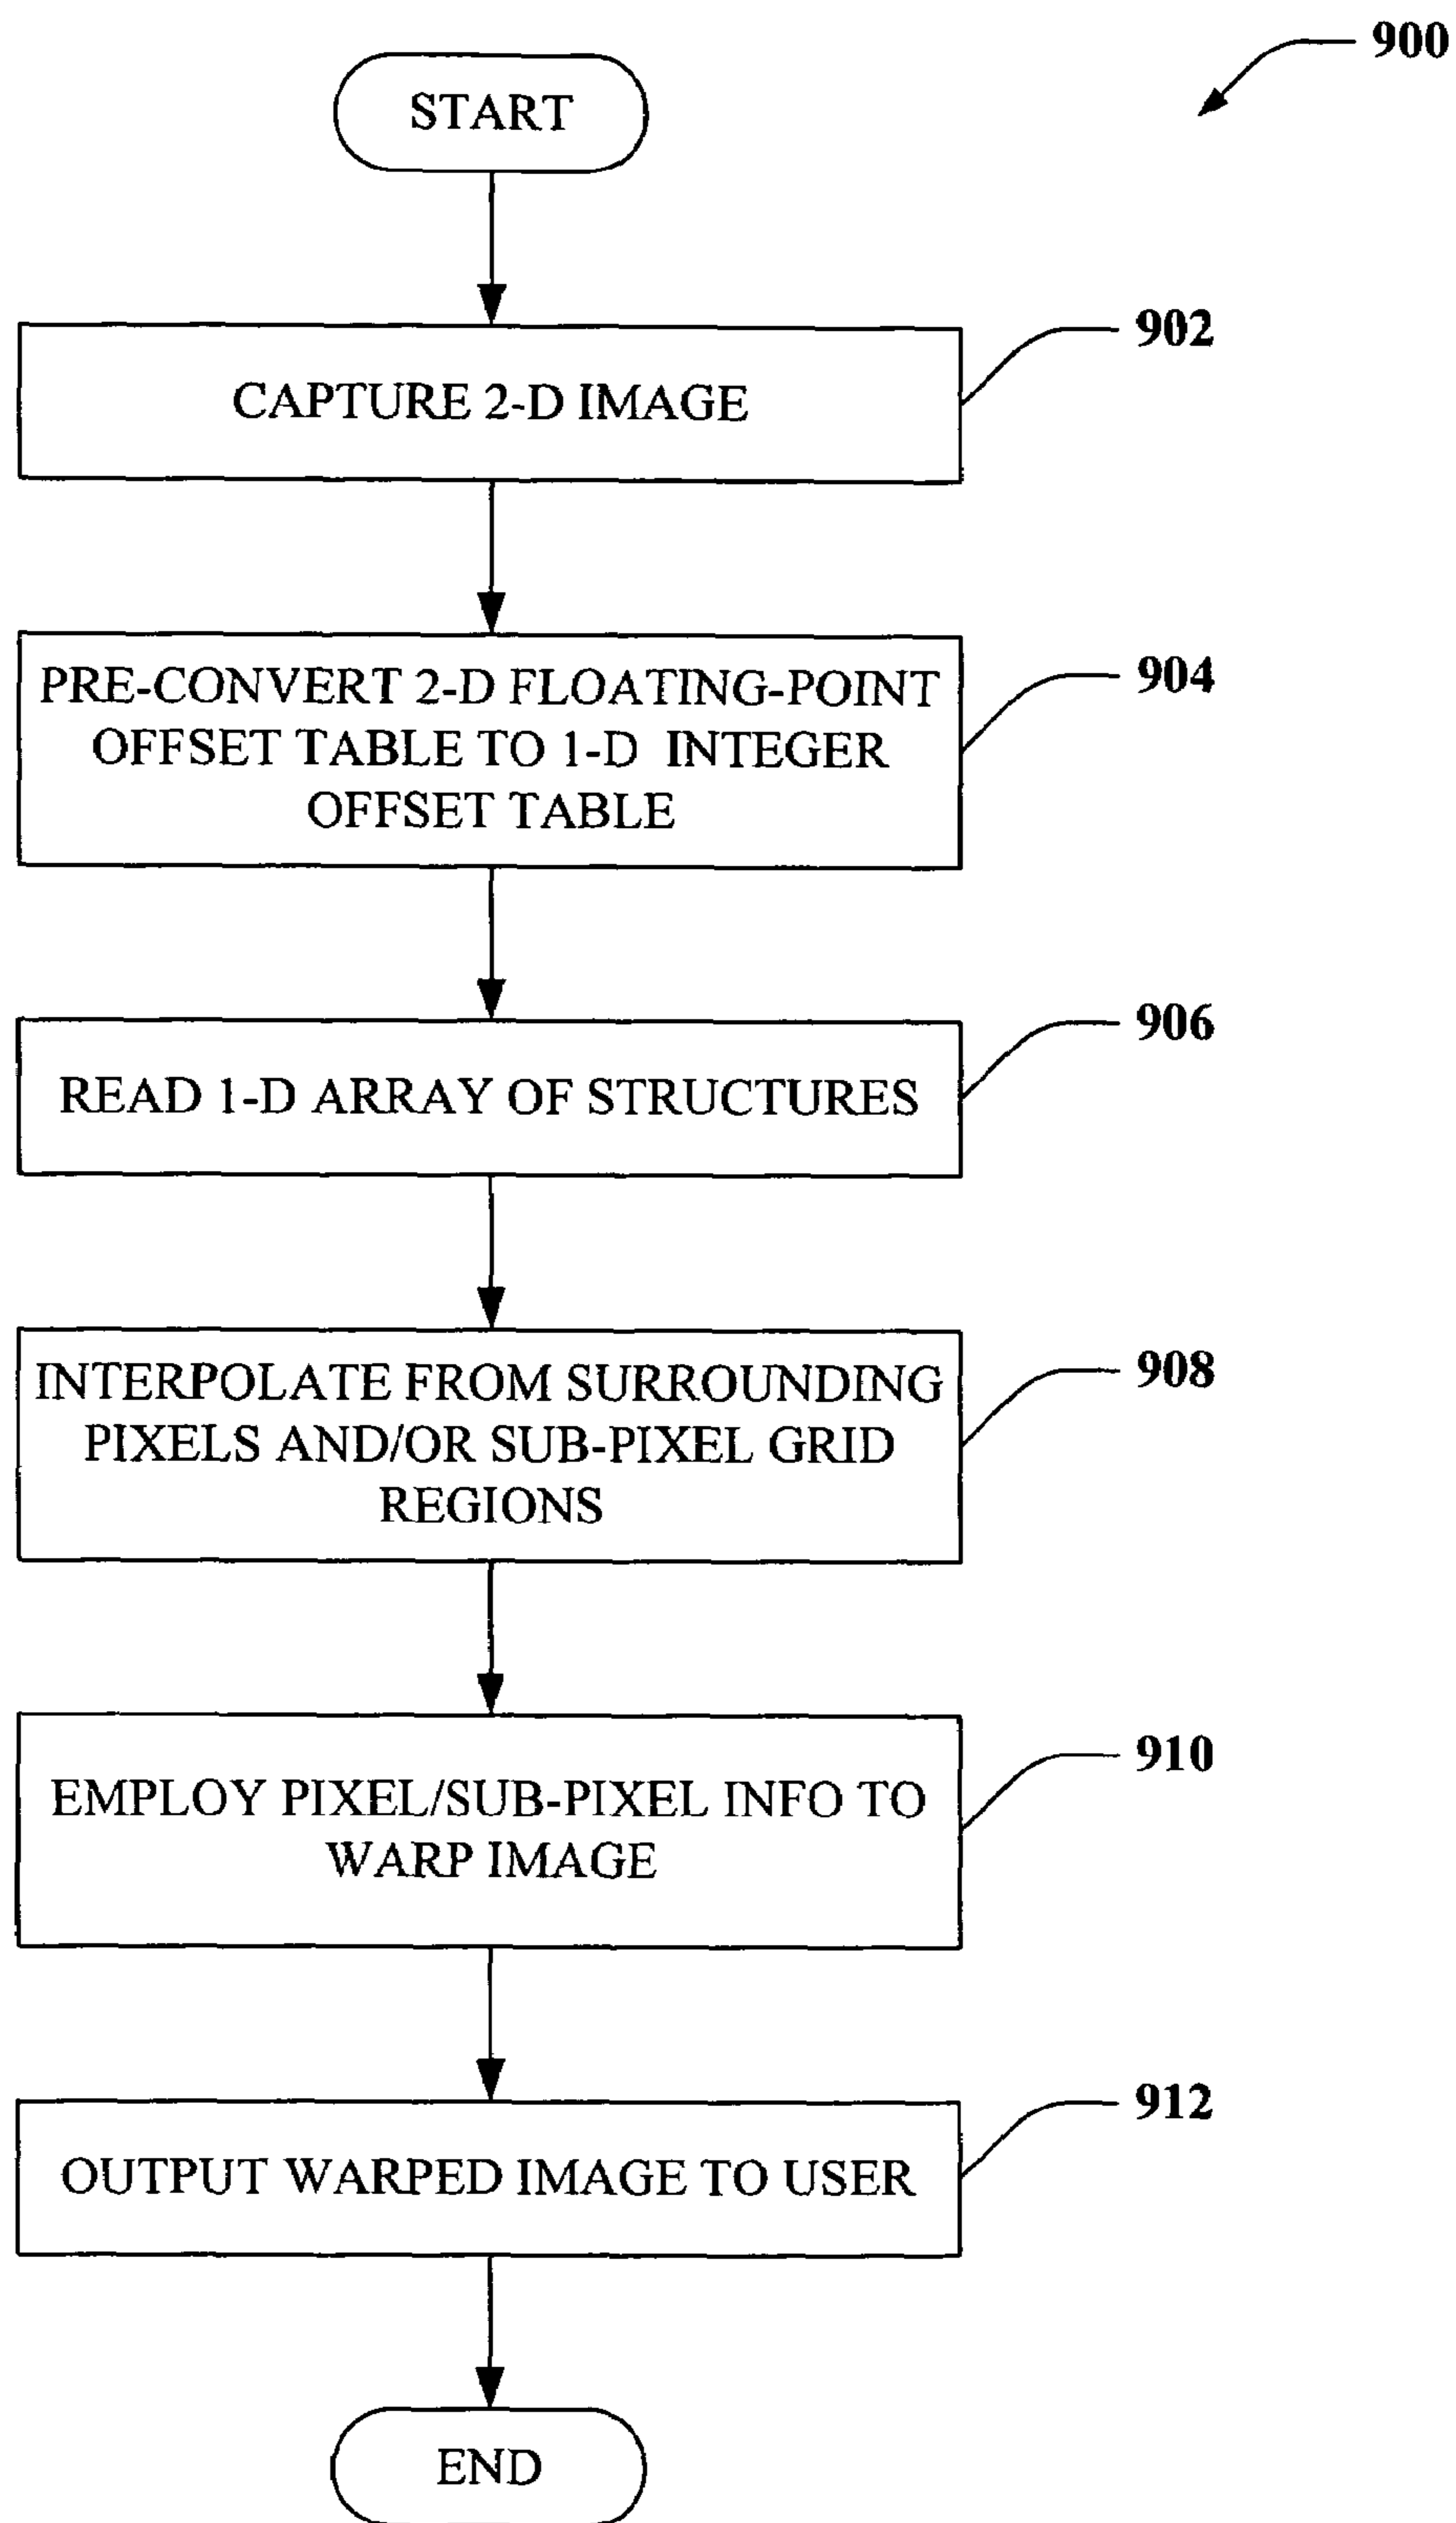 900
START
902
CAPTURE 2-D IMAGE
904
PRE-CONVERT 2-D FLOATING-POINT
OFFSET TABLE TO 1-D INTEGER
OFFSET TABLE
906
READ 1-D ARRAY OF STRUCTURES
908
INTERPOLATE FROM SURROUNDING
PIXELS AND/OR SUB-PIXEL GRID
REGIONS
910
EMPLOY PIXEL/SUB-PIXEL INFO TO
WARP IMAGE
912
OUTPUT WARPED IMAGE TO USER
END